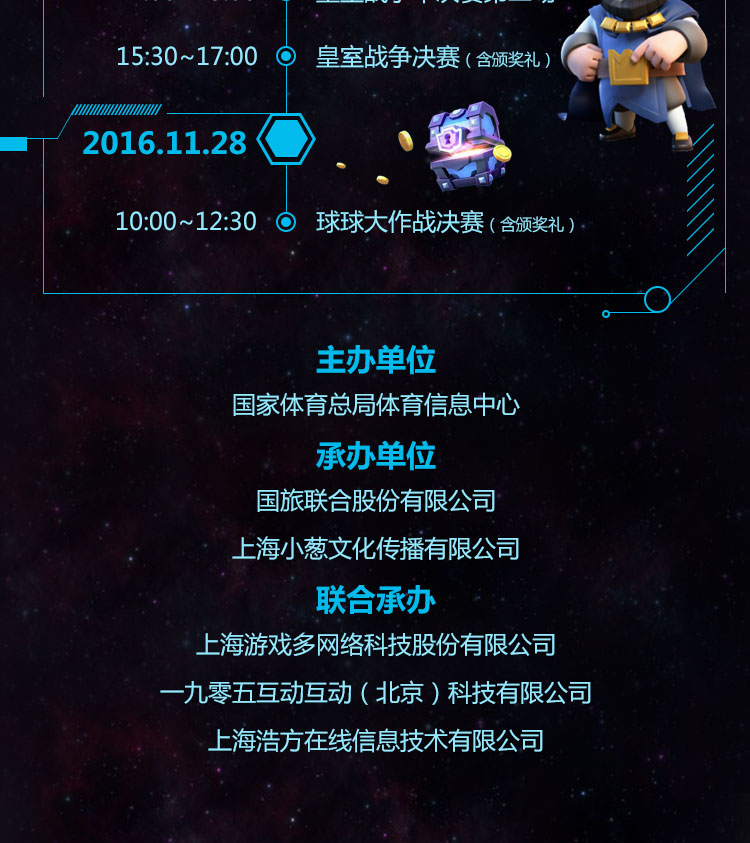 15:30~17:00 皇室战争决赛（含颁奖礼）
2016.11.28
10:00~12:30 球球大作战决赛（含颁奖礼）
主办单位
国家体育总局体育信息中心
承办单位
国旅联合股份有限公司
上海小葱文化传播有限公司
联合承办
上海游戏多网络科技股份有限公司
一九零五互动互动（北京）科技有限公司
上海浩方在线信息技术有限公司